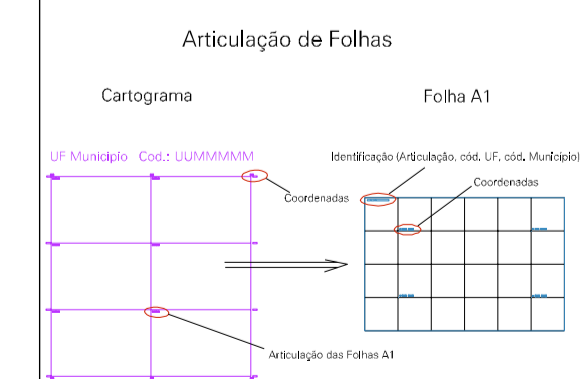 Articulação de Folhas
Cartograma
Folha A1
UF Municipio Cod.: UUMMMMM
Identificação (Articulação, cód. UF, cód. Município)
Coordenadas
Coordenadas
Articulação das Folhas A1